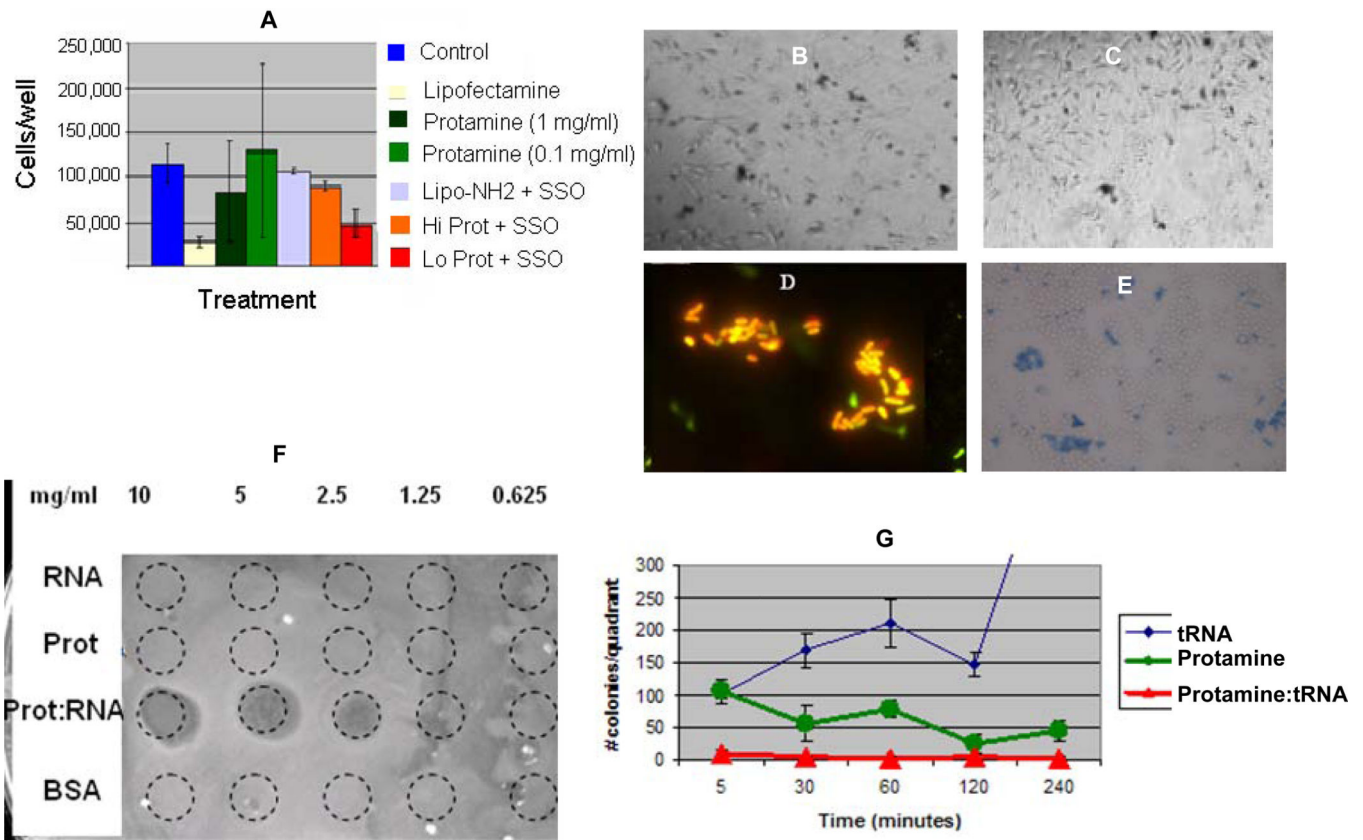 A
250,000
200,000
150,000
100,000
50,000
Cells/well
Treatment
Control
Lipofectamine
Protamine (1 mg/ml)
Protamine (0.1 mg/ml)
Lipo-NH2 + SSO
Hi Prot + SSO
Lo Prot + SSO
B
C
D
E
F
mg/ml 10 5 2.5 1.25 0.625
RNA
Prot
Prot:RNA
BSA
G
300
250
200
150
100
50
0
#colonies/quadrant
5 30 60 120 240
Time (minutes)
tRNA
Protamine
Protamine:tRNA